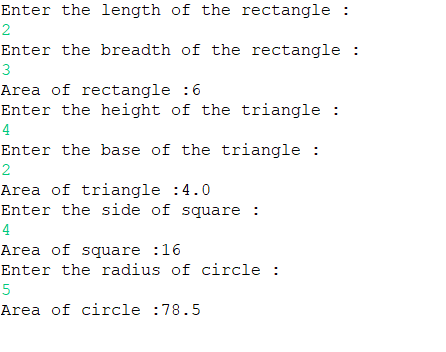 Enter the length of the rectangle :
2
Enter the breadth of the rectangle :
3
Area of rectangle :6
Enter the height of the triangle :
4
Enter the base of the triangle :
2
Area of triangle :4.0
Enter the side of square :
4
Area of square :16
Enter the radius of circle :
5
Area of circle :78.5